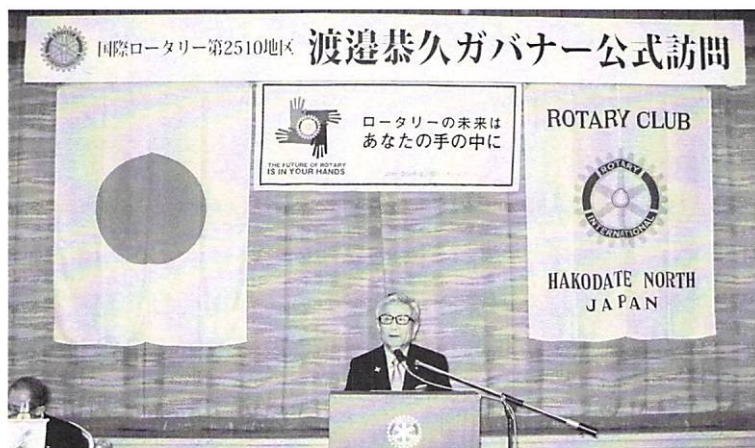 国際ロータリー第2510地区 渡邉恭久ガバナー公式訪問
ロータリーの未来は
あなたの手の中に
THE FUTURE OF ROTARY
IS IN YOUR HANDS
ROTARY CLUB
ROTARY
INTERNATIONAL
HAKODATE NORTH
JAPAN